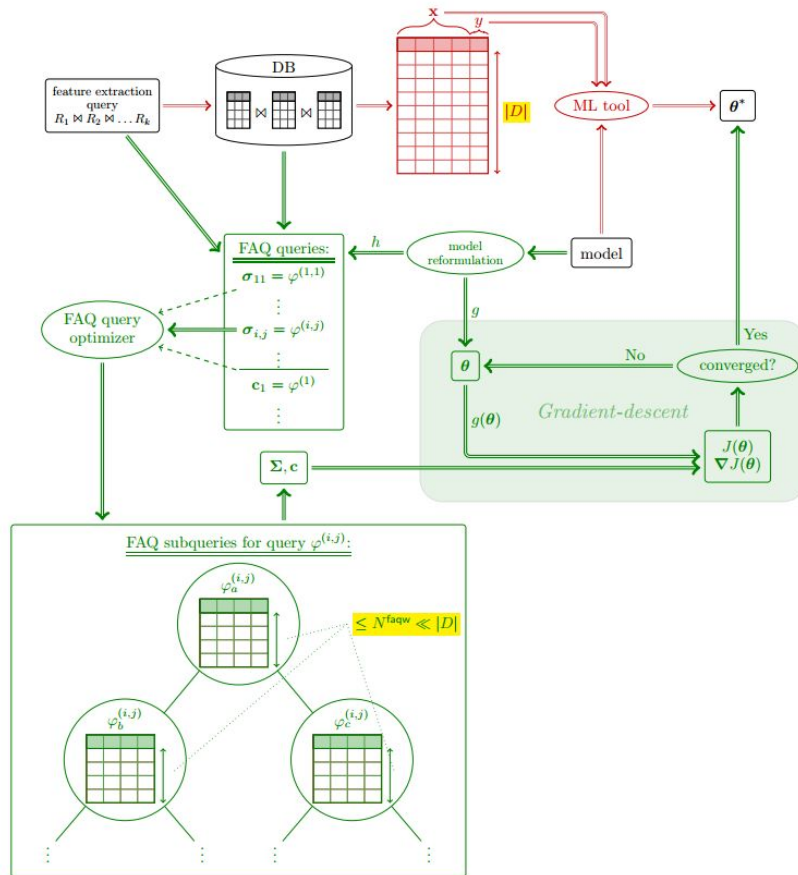 x
y
DB
feature extraction
query
R₁ ⋈ R₂ ⋈ … Rₖ
⋈ ⋈
|D|
ML tool
θ*
FAQ queries:
σ₁₁ = φ^(1,1)
⋮
σᵢ,ⱼ = φ^(i,j)
⋮
c₁ = φ^(1)
⋮
h
model
reformulation
model
g
FAQ query
optimizer
Yes
No
θ
converged?
g(θ)
Gradient-descent
J(θ)
∇J(θ)
Σ, c
FAQ subqueries for query φ^(i,j):
φₐ^(i,j)
≤ N^faqw ≪ |D|
φ_b^(i,j)
φ_c^(i,j)
⋮ ⋮ ⋮ ⋮